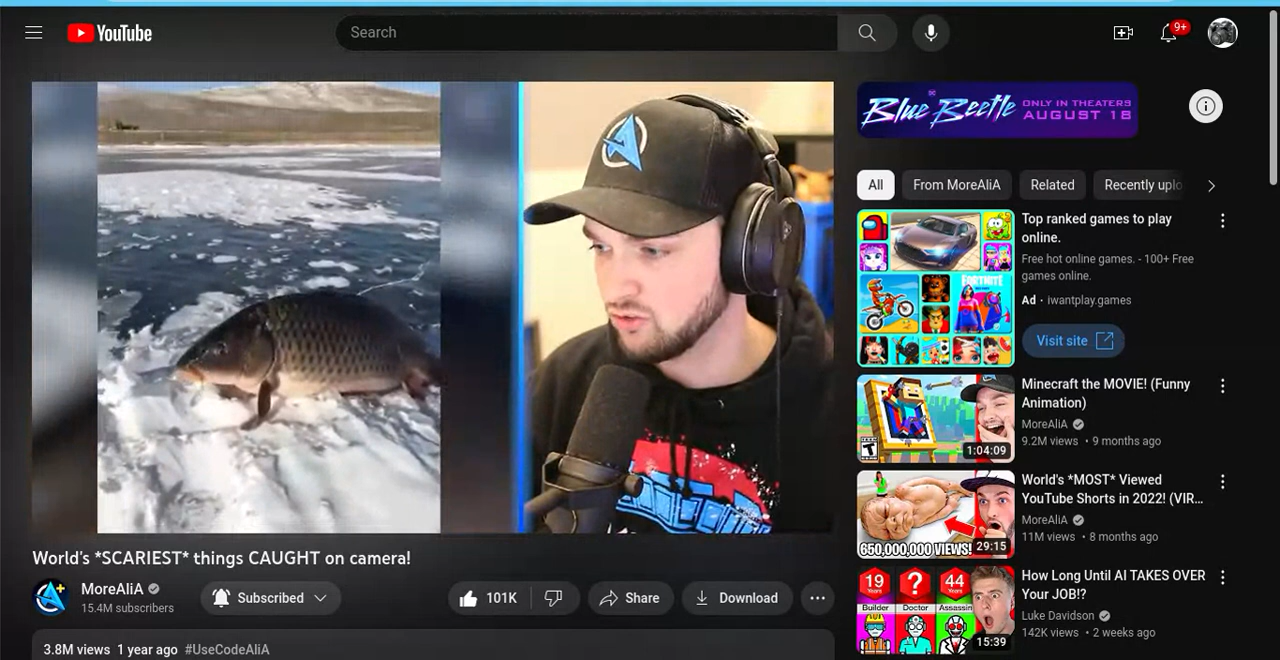 YouTube
Search
9+
Blue Beetle
ONLY IN THEATERS
AUGUST 18
All
From MoreAliA
Related
Recently uplo
Top ranked games to play
online.
Free hot online games. - 100+ Free
games online.
Ad · iwantplay.games
Visit site
FORTNITE
Minecraft the MOVIE! (Funny
Animation)
MoreAliA
9.2M views • 9 months ago
1:04:09
World's *MOST* Viewed
YouTube Shorts in 2022! (VIR...
MoreAliA
11M views • 8 months ago
650,000,000 VIEWS!
29:15
How Long Until AI TAKES OVER
Your JOB!?
Luke Davidson
142K views • 2 weeks ago
19
Years
?
44
Years
Builder
Doctor
Assassin
15:39
World's *SCARIEST* things CAUGHT on camera!
MoreAliA
15.4M subscribers
Subscribed
101K
Share
Download
3.8M views 1 year ago #UseCodeAliA